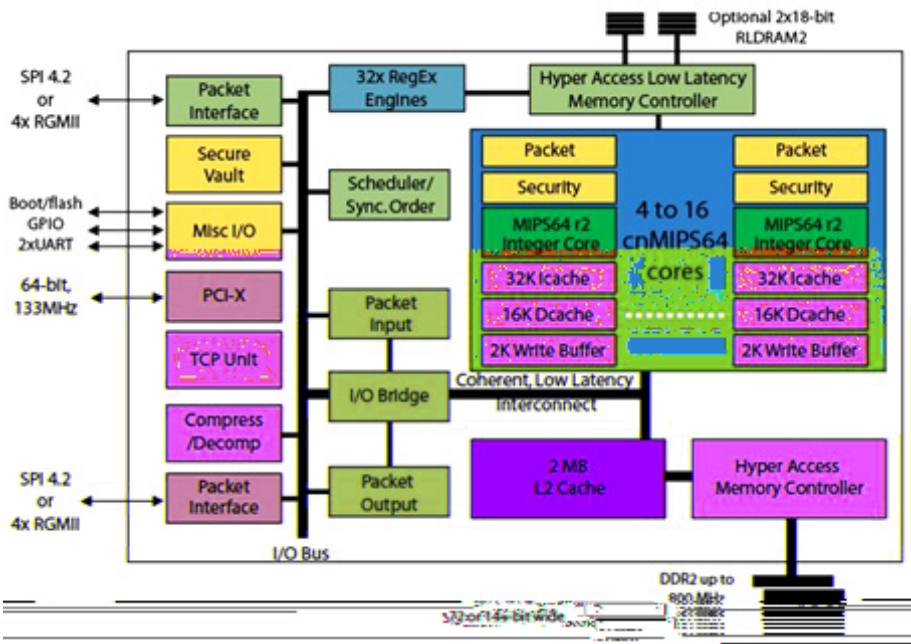 Optional 2x18-bit
RLDRAM2
SPI 4.2
or
4x RGMII
Packet
Interface
32x RegEx
Engines
Hyper Access Low Latency
Memory Controller
Secure
Vault
Scheduler/
Sync. Order
Boot/flash
GPIO
2xUART
Misc I/O
64-bit,
133MHz
PCI-X
Packet
Input
TCP Unit
I/O Bridge
Compress
/Decomp
Packet
Output
SPI 4.2
or
4x RGMII
Packet
Interface
I/O Bus
Packet
Security
MIPS64 r2
Integer Core
32K Icache
16K Dcache
2K Write Buffer
4 to 16
cnMIPS64
cores
Packet
Security
MIPS64 r2
Integer Core
32K Icache
16K Dcache
2K Write Buffer
Coherent, Low Latency
Interconnect
2 MB
L2 Cache
Hyper Access
Memory Controller
DDR2 up to
800 MHz
or bit wide